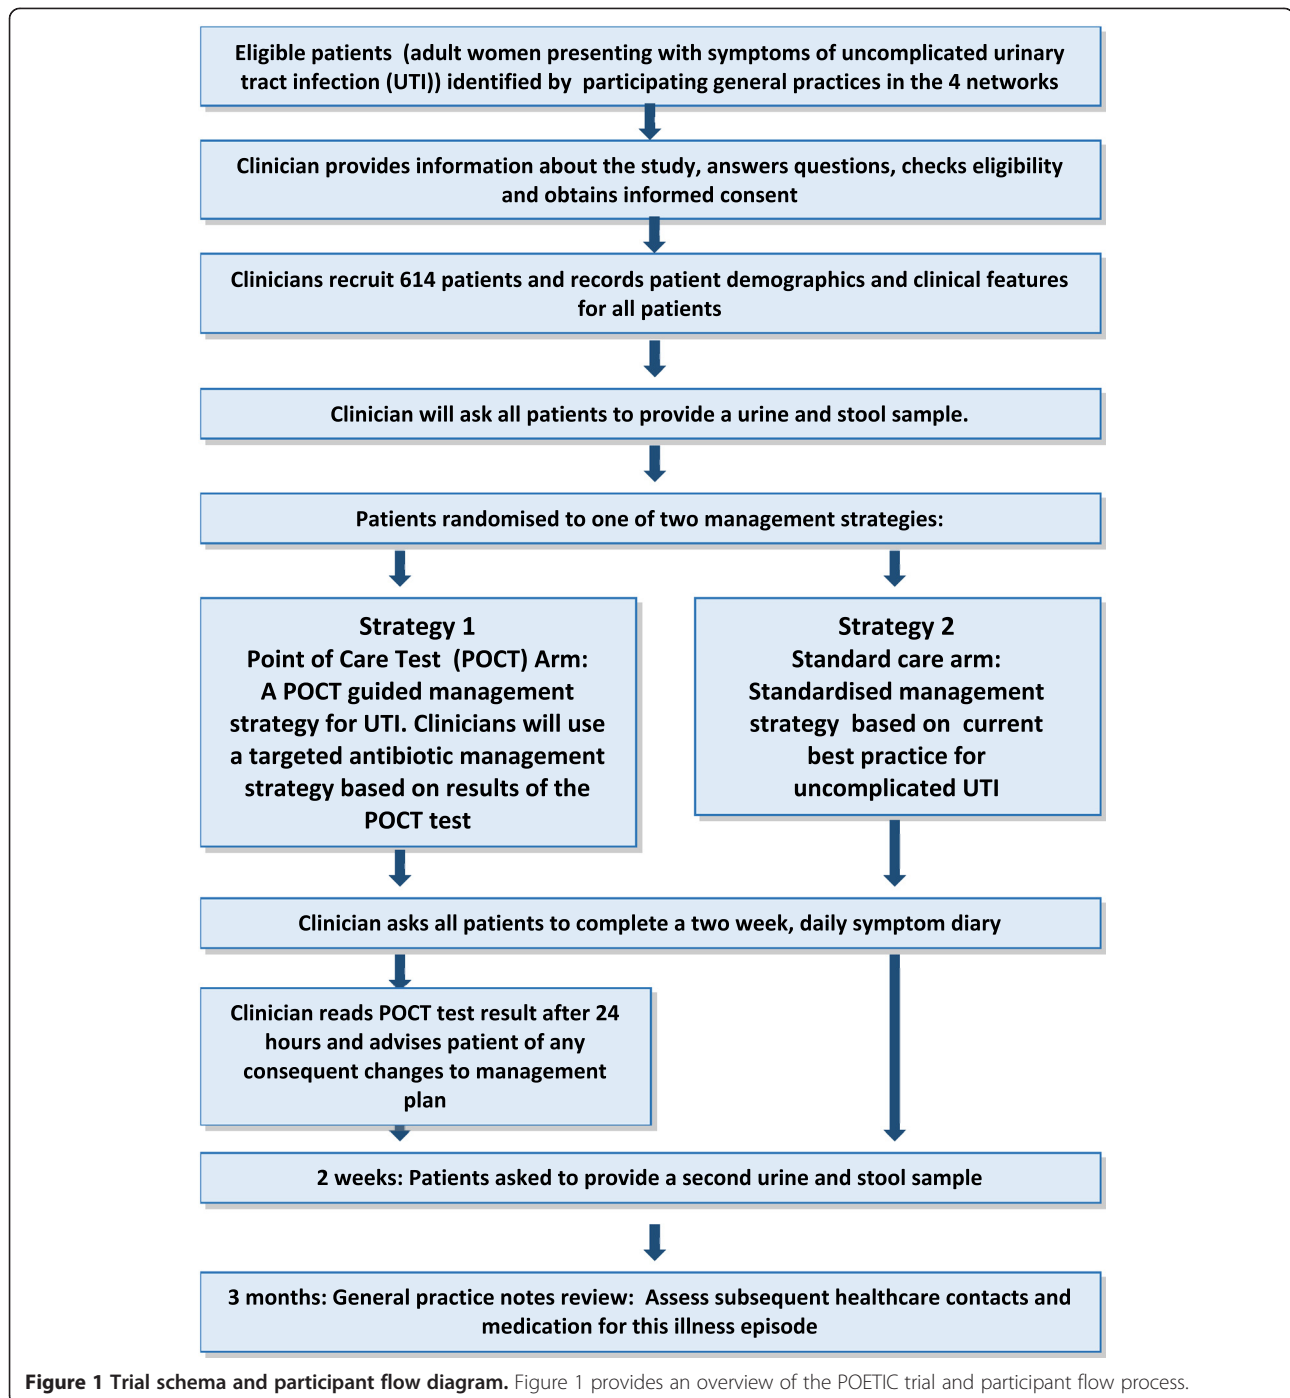 Eligible patients (adult women presenting with symptoms of uncomplicated urinary
tract infection (UTI)) identified by participating general practices in the 4 networks
Clinician provides information about the study, answers questions, checks eligibility
and obtains informed consent
Clinicians recruit 614 patients and records patient demographics and clinical features
for all patients
Clinician will ask all patients to provide a urine and stool sample.
Patients randomised to one of two management strategies:
Strategy 1
Point of Care Test (POCT) Arm:
A POCT guided management
strategy for UTI. Clinicians will use
a targeted antibiotic management
strategy based on results of the
POCT test
Strategy 2
Standard care arm:
Standardised management
strategy based on current
best practice for
uncomplicated UTI
Clinician asks all patients to complete a two week, daily symptom diary
Clinician reads POCT test result after 24
hours and advises patient of any
consequent changes to management
plan
2 weeks: Patients asked to provide a second urine and stool sample
3 months: General practice notes review: Assess subsequent healthcare contacts and
medication for this illness episode
Figure 1 Trial schema and participant flow diagram. Figure 1 provides an overview of the POETIC trial and participant flow process.